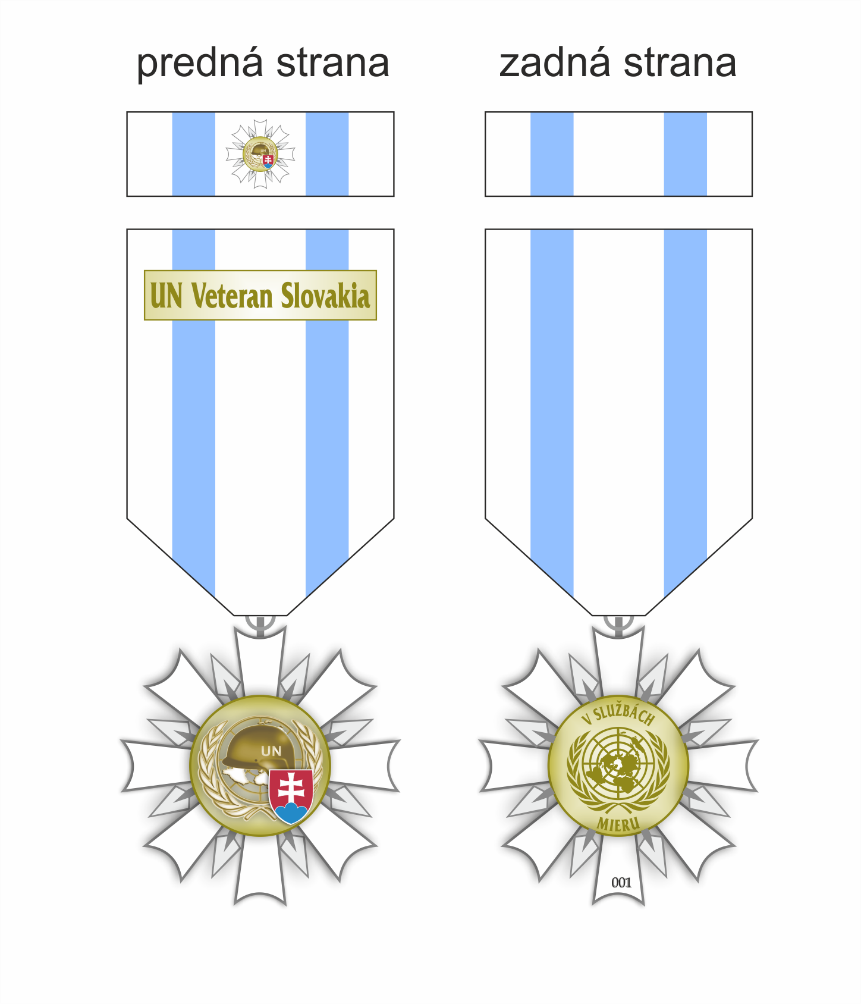 predná strana
zadná strana
UN Veteran Slovakia
UN
V SLUŽBÁCH
MIERU
001